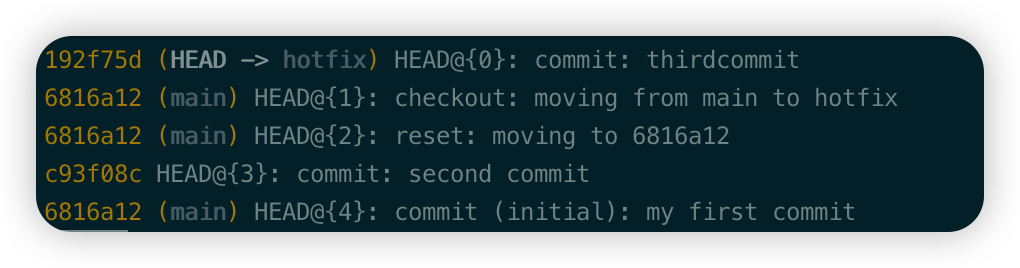 192f75d (HEAD -> hotfix) HEAD@{0}: commit: thirdcommit
6816a12 (main) HEAD@{1}: checkout: moving from main to hotfix
6816a12 (main) HEAD@{2}: reset: moving to 6816a12
c93f08c HEAD@{3}: commit: second commit
6816a12 (main) HEAD@{4}: commit (initial): my first commit